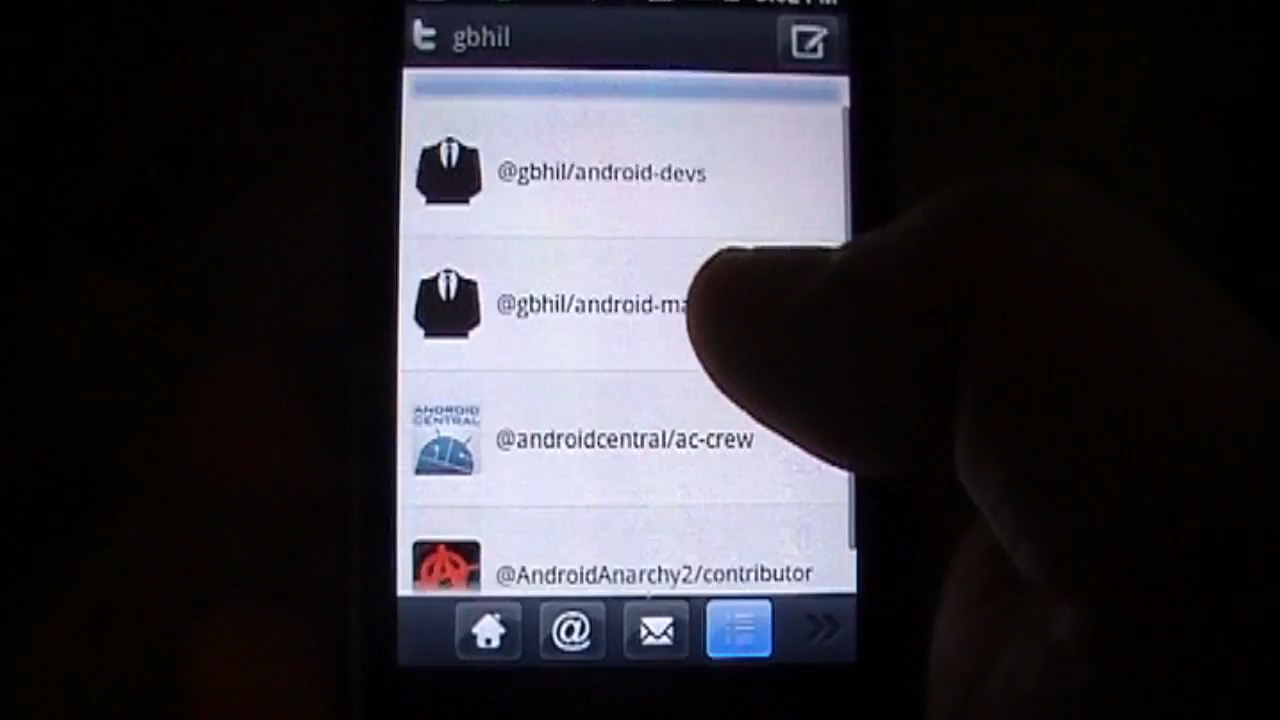 gbhil
@gbhil/android-devs
@gbhil/android-ma
ANDROID
CENTRAL
@androidcentral/ac-crew
@AndroidAnarchy2/contributor